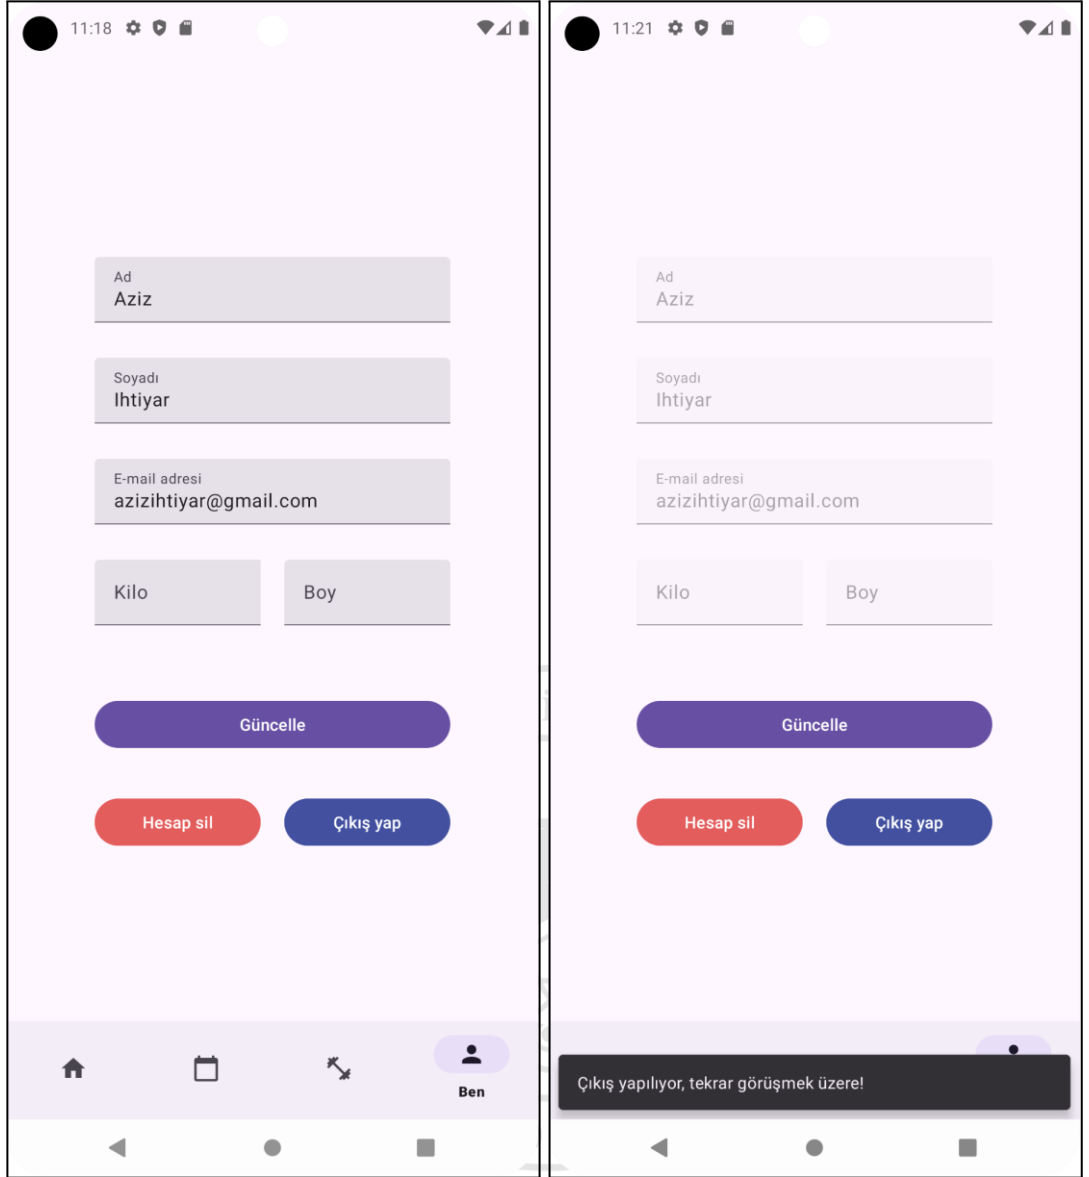 11:18
Ad
Aziz
Soyadı
Ihtiyar
E-mail adresi
azizihtiyar@gmail.com
Kilo
Boy
Güncelle
Hesap sil
Çıkış yap
Ben
11:21
Ad
Aziz
Soyadı
Ihtiyar
E-mail adresi
azizihtiyar@gmail.com
Kilo
Boy
Güncelle
Hesap sil
Çıkış yap
Çıkış yapılıyor, tekrar görüşmek üzere!